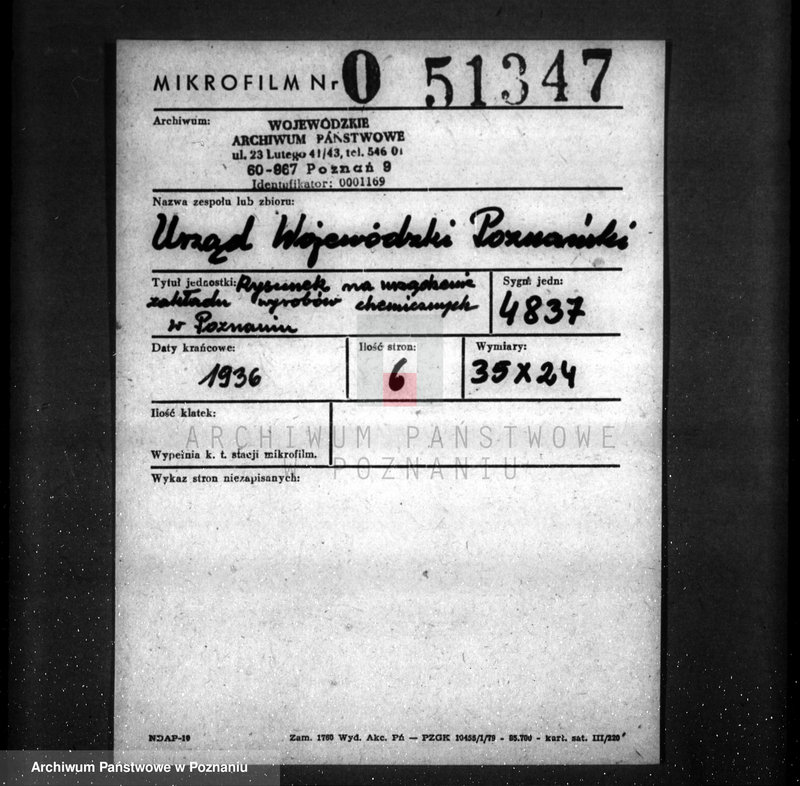 MIKROFILM Nr O 51347
Archiwum:
WOJEWÓDZKIE
ARCHIWUM PAŃSTWOWE
ul. 23 Lutego 41/43, tel. 546 01
60-967 Poznań 9
Identyfikator: 0001169
Nazwa zespołu lub zbioru:
Urząd Wojewódzki Poznański
Tytuł jednostki: Rysunek na urządzenie
zakładu wyrobów chemicznych
w Poznaniu
Sygn. jedn:
4837
Daty krańcowe:
1936
Ilość stron:
6
Wymiary:
35 x 24
Ilość klatek:
Wypełnia k. t. stacji mikrofilm.
ARCHIWUM PAŃSTWOWE
W POZNANIU
Wykaz stron niezapisanych:
NDAP-10
Zam. 1760 Wyd. Akc. Pń — PZGK 10455/1/79 - 85.700 - kart. sat. III/220
Archiwum Państwowe w Poznaniu